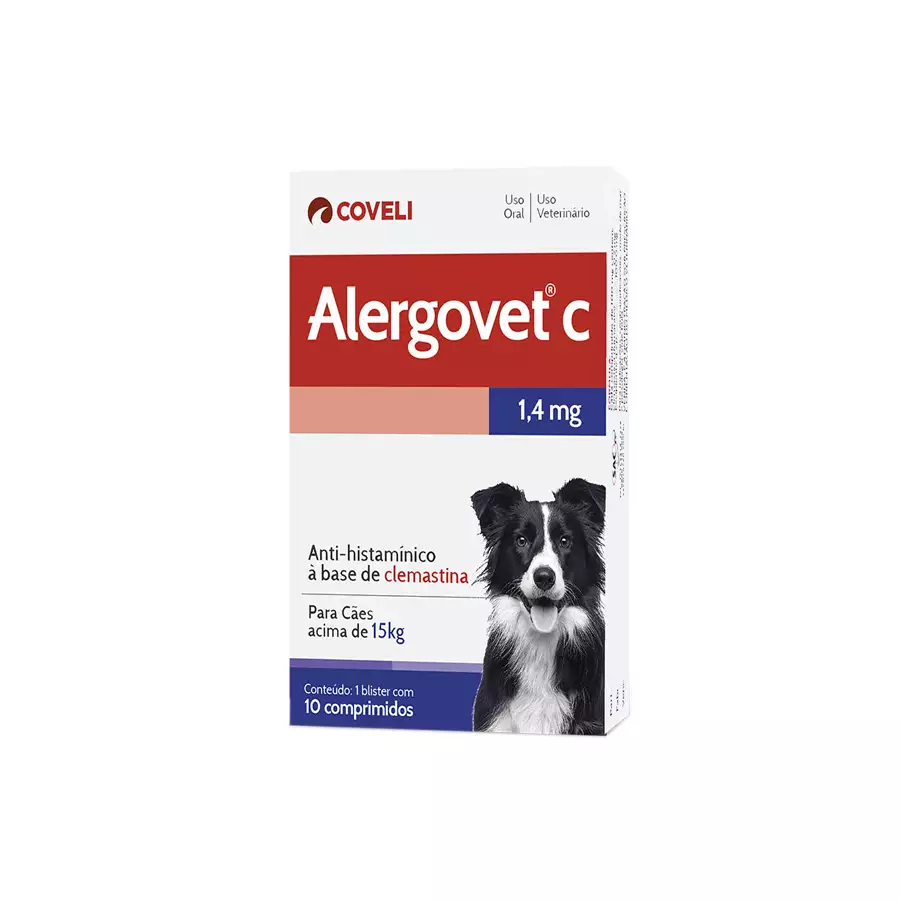 COVELI
Uso Oral | Uso Veterinário
Alergovet® c
1,4 mg
Anti-histamínico
à base de clemastina
Para Cães
acima de 15kg
Conteúdo: 1 blister com
10 comprimidos
SAC